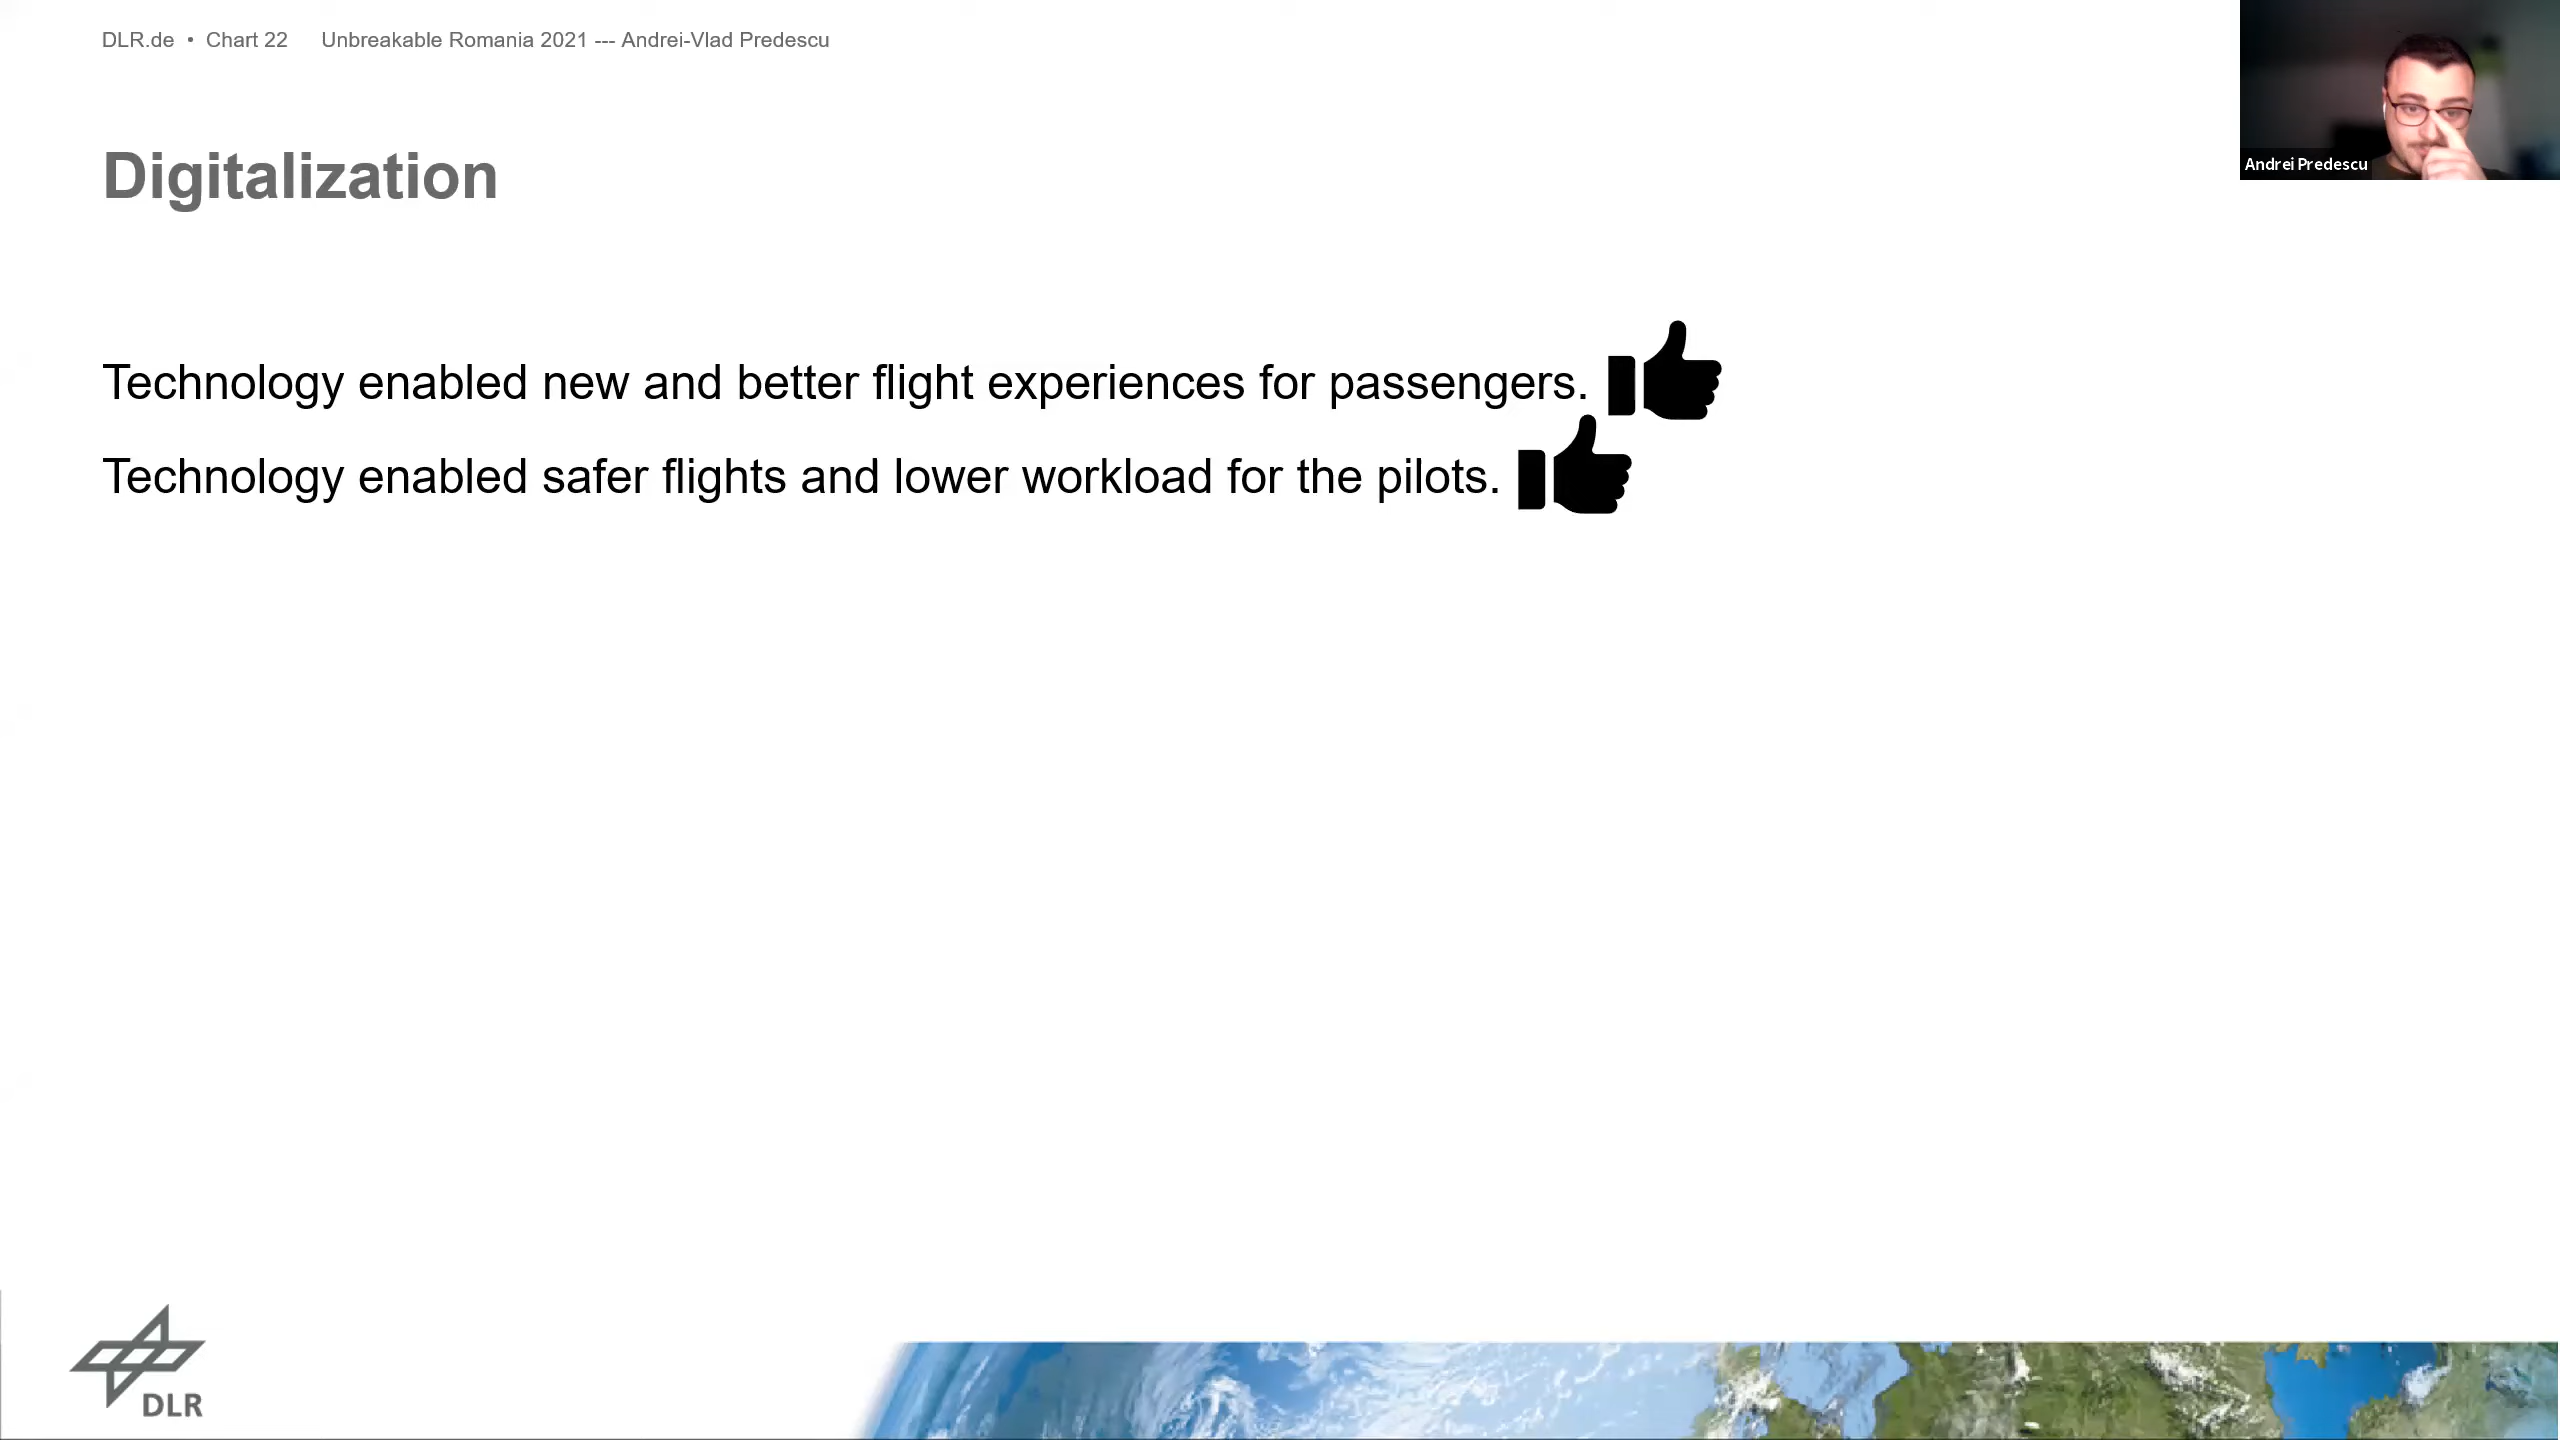 DLR.de • Chart 22 Unbreakable Romania 2021 --- Andrei-Vlad Predescu
Andrei Predescu
Digitalization
Technology enabled new and better flight experiences for passengers.
Technology enabled safer flights and lower workload for the pilots.
DLR